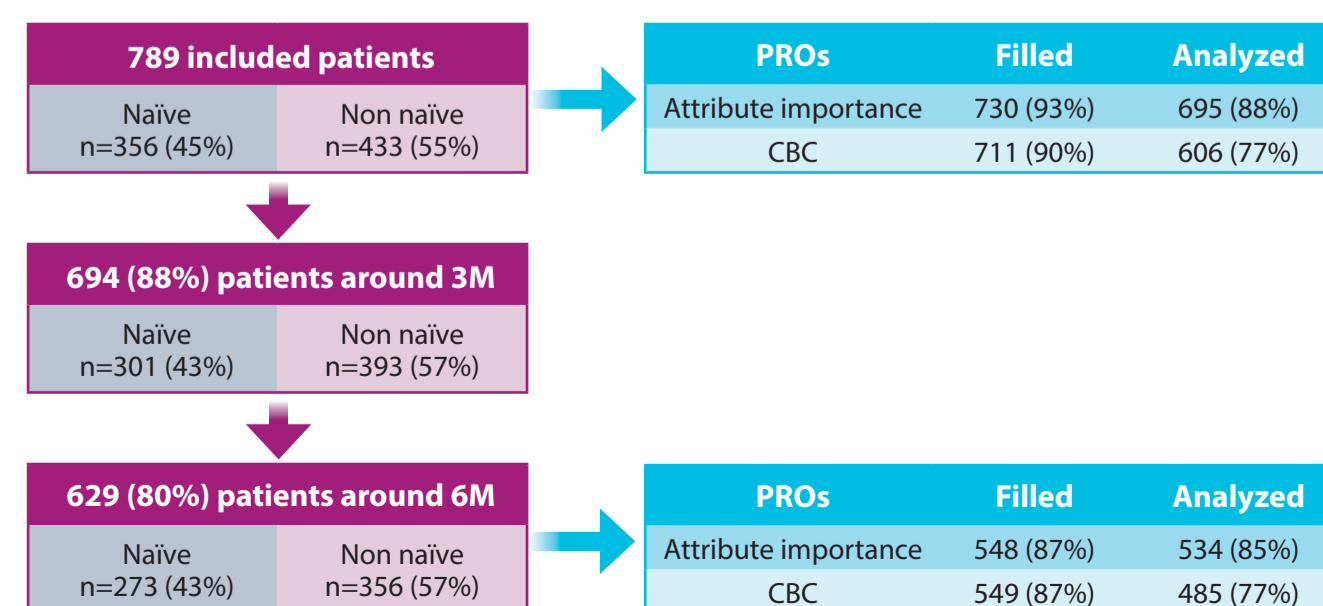 789 included patients
Naïve
n=356 (45%)
Non naïve
n=433 (55%)
PROs Filled Analyzed
Attribute importance 730 (93%) 695 (88%)
CBC 711 (90%) 606 (77%)
694 (88%) patients around 3M
Naïve
n=301 (43%)
Non naïve
n=393 (57%)
629 (80%) patients around 6M
Naïve
n=273 (43%)
Non naïve
n=356 (57%)
PROs Filled Analyzed
Attribute importance 548 (87%) 534 (85%)
CBC 549 (87%) 485 (77%)